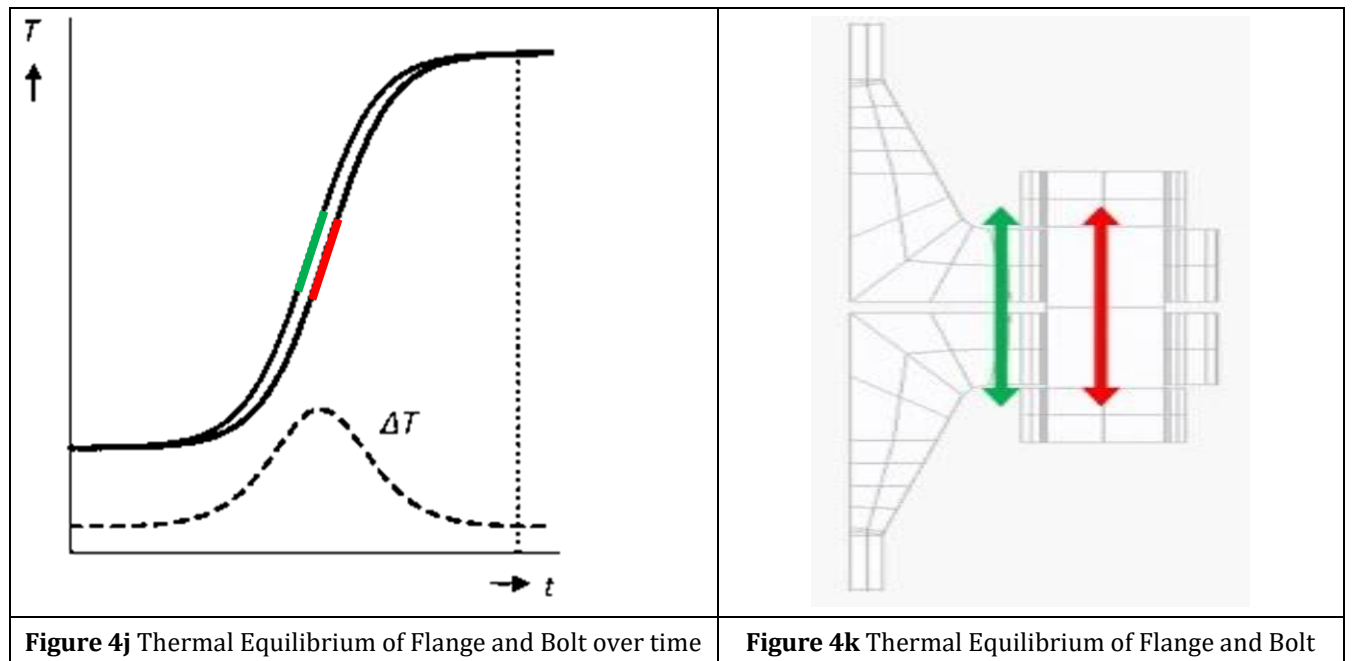 T
ΔT
t
Figure 4j Thermal Equilibrium of Flange and Bolt over time
Figure 4k Thermal Equilibrium of Flange and Bolt